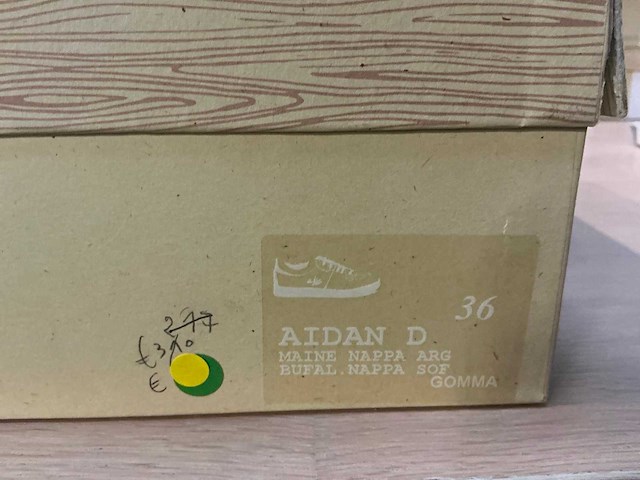 36
AIDAN D
MAINE NAPPA ARG
BUFAL.NAPPA SOF
GOMMA
€